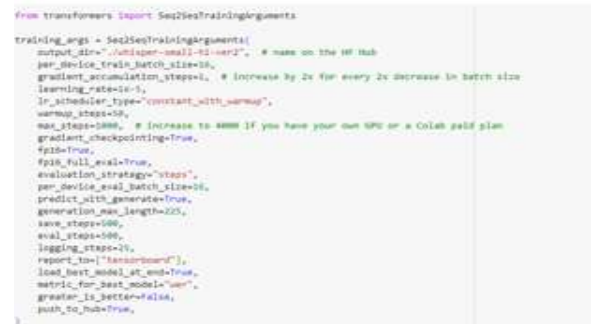 from transformers import Seq2SeqTrainingArguments
training_args = Seq2SeqTrainingArguments(
output_dir="./whisper-small-hi-ver2", # name on the HF Hub
per_device_train_batch_size=16,
gradient_accumulation_steps=1, # increase by 2x for every 2x decrease in batch size
learning_rate=1e-5,
lr_scheduler_type="constant_with_warmup",
warmup_steps=50,
max_steps=1000, # increase to 4000 if you have your own GPU or a Colab paid plan
gradient_checkpointing=True,
fp16=True,
fp16_full_eval=True,
evaluation_strategy="steps",
per_device_eval_batch_size=16,
predict_with_generate=True,
generation_max_length=225,
save_steps=500,
eval_steps=500,
logging_steps=25,
report_to=["tensorboard"],
load_best_model_at_end=True,
metric_for_best_model="wer",
greater_is_better=False,
push_to_hub=True,
)